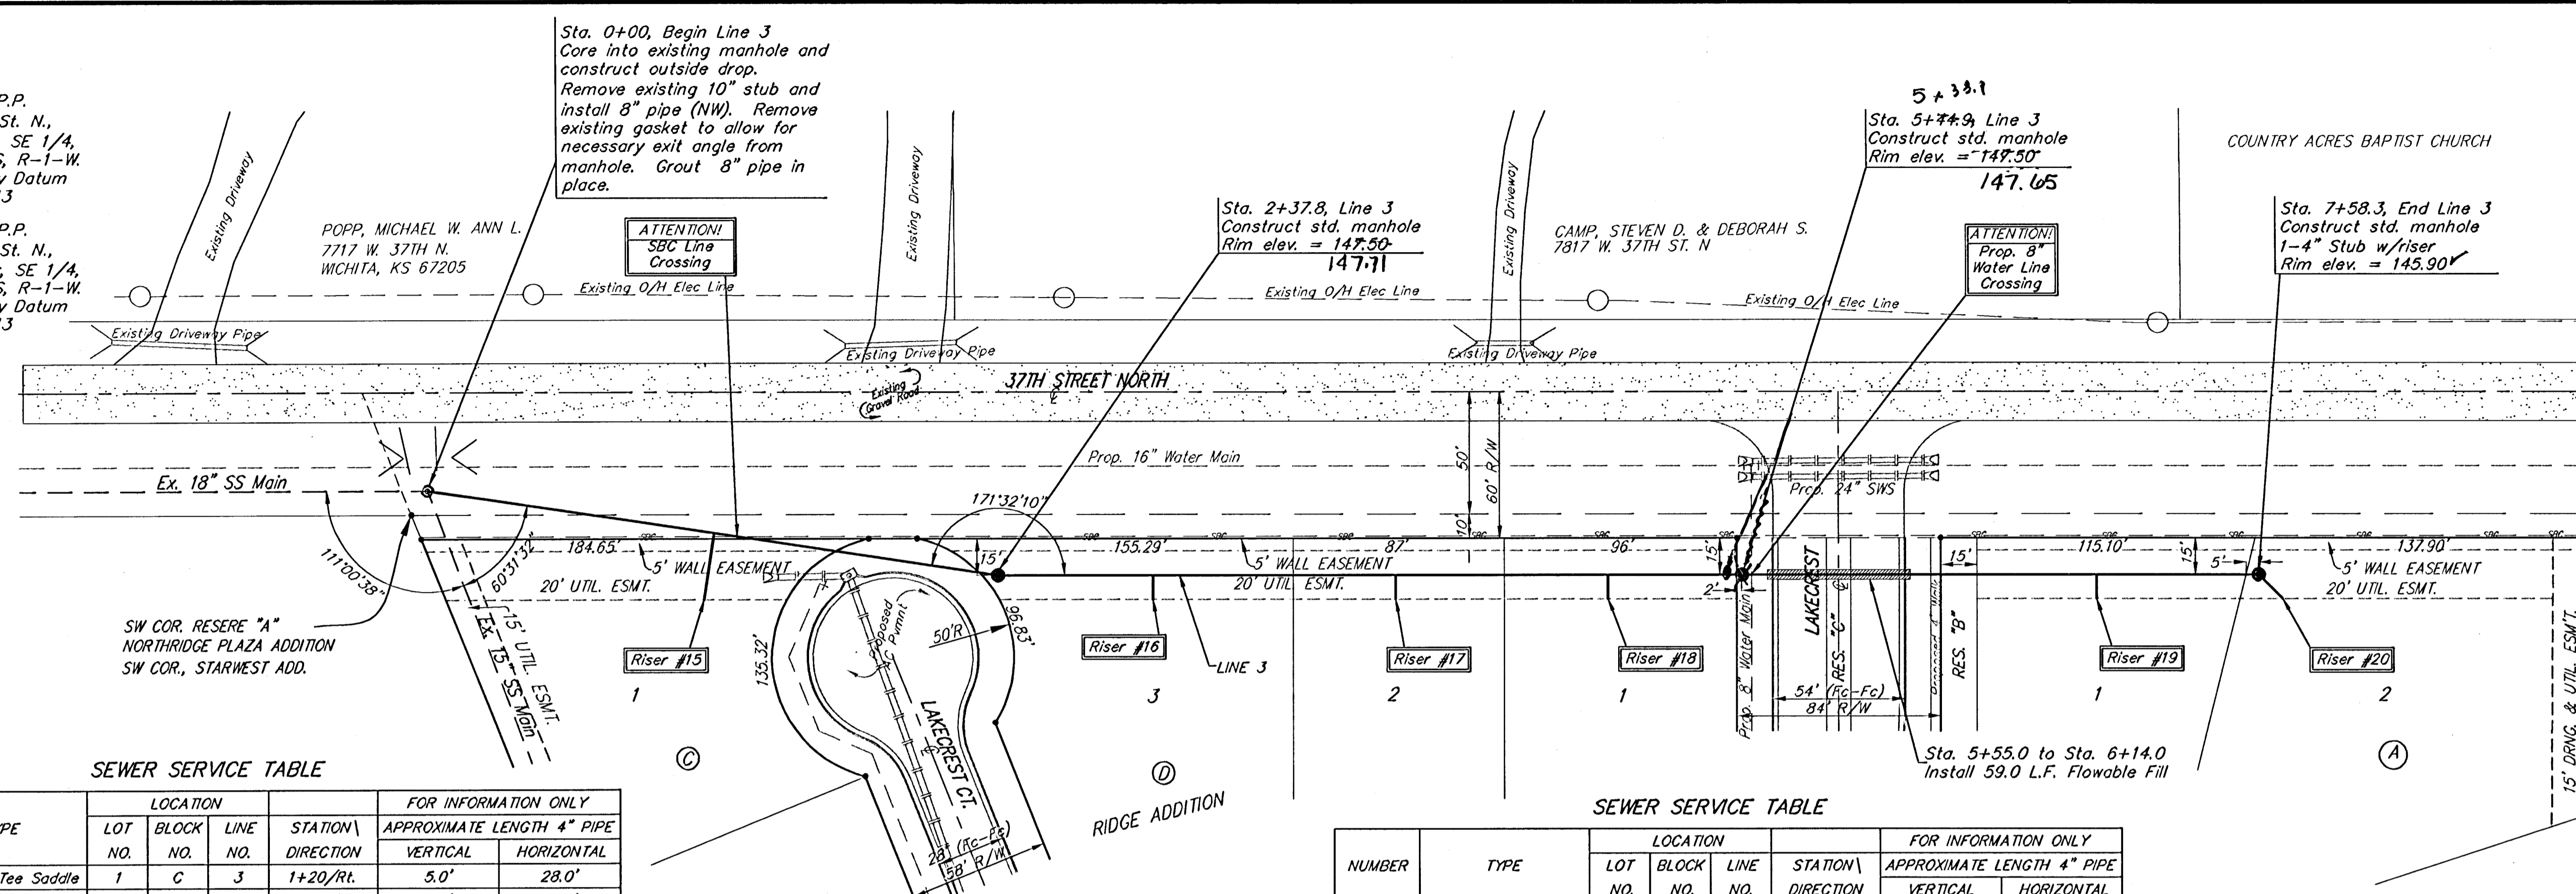 P.P.
St. N.,
SE 1/4,
R-1-W.
Datum
P.P.
St. N.,
SE 1/4,
R-1-W.
Datum
Sta. 0+00, Begin Line 3
Core into existing manhole and
construct outside drop.
Remove existing 10" stub and
install 8" pipe (NW). Remove
existing gasket to allow for
necessary exit angle from
manhole. Grout 8" pipe in
place.
Existing Driveway
POPP, MICHAEL W. ANN L.
7717 W. 37TH N.
WICHITA, KS 67205
ATTENTION!
SBC Line
Crossing
Existing Driveway
Sta. 2+37.8, Line 3
Construct std. manhole
Rim elev. = 147.50
147.71
Existing Driveway
CAMP, STEVEN D. & DEBORAH S.
7817 W. 37TH ST. N
5+33.1
Sta. 5+44.9, Line 3
Construct std. manhole
Rim elev. = 147.50
147.65
ATTENTION!
Prop. 8"
Water Line
Crossing
COUNTRY ACRES BAPTIST CHURCH
Sta. 7+58.3, End Line 3
Construct std. manhole
1-4" Stub w/riser
Rim elev. = 145.90
Existing O/H Elec Line
Existing O/H Elec Line
Existing O/H Elec Line
Existing Driveway Pipe
Existing Driveway Pipe
Existing Driveway Pipe
Existing
Gravel Road
37TH STREET NORTH
Ex. 18" SS Main
Prop. 16" Water Main
50'
60' R/W
10'
Prop. 24" SWS
171°32'10"
111°00'38"
60°31'32"
184.65'
5' WALL EASEMENT
20' UTIL. ESMT.
15'
155.29'
5' WALL EASEMENT
20' UTIL. ESMT.
87'
96'
15'
2'
15'
115.10'
15'
5'
137.90'
5' WALL EASEMENT
20' UTIL. ESMT.
SW COR. RESERE "A"
NORTHRIDGE PLAZA ADDITION
SW COR., STARWEST ADD.
15' UTIL. ESMT.
Ex. 15" SS Main
Riser #15
1
135.32'
Proposed
AC Pvmnt
50'R
96.83'
LAKECREST CT.
28' (Fc-Fc)
58' R/W
Riser #16
3
LINE 3
Riser #17
2
Riser #18
1
Prop. 8" Water Main
LAKECREST
RES. "C"
54' (Fc-Fc)
84' R/W
RES. "B"
Riser #19
1
Riser #20
2
15' DRNG. & UTIL. ESM'T.
Sta. 5+55.0 to Sta. 6+14.0
Install 59.0 L.F. Flowable Fill
C
D
A
RIDGE ADDITION
SEWER SERVICE TABLE
LOCATION FOR INFORMATION ONLY
LOT BLOCK LINE STATION\ APPROXIMATE LENGTH 4" PIPE
NO. NO. NO. DIRECTION VERTICAL HORIZONTAL
Tee Saddle 1 C 3 1+20/Rt. 5.0' 28.0'
SEWER SERVICE TABLE
LOCATION FOR INFORMATION ONLY
NUMBER TYPE LOT BLOCK LINE STATION\ APPROXIMATE LENGTH 4" PIPE
NO. NO. NO. DIRECTION VERTICAL HORIZONTAL